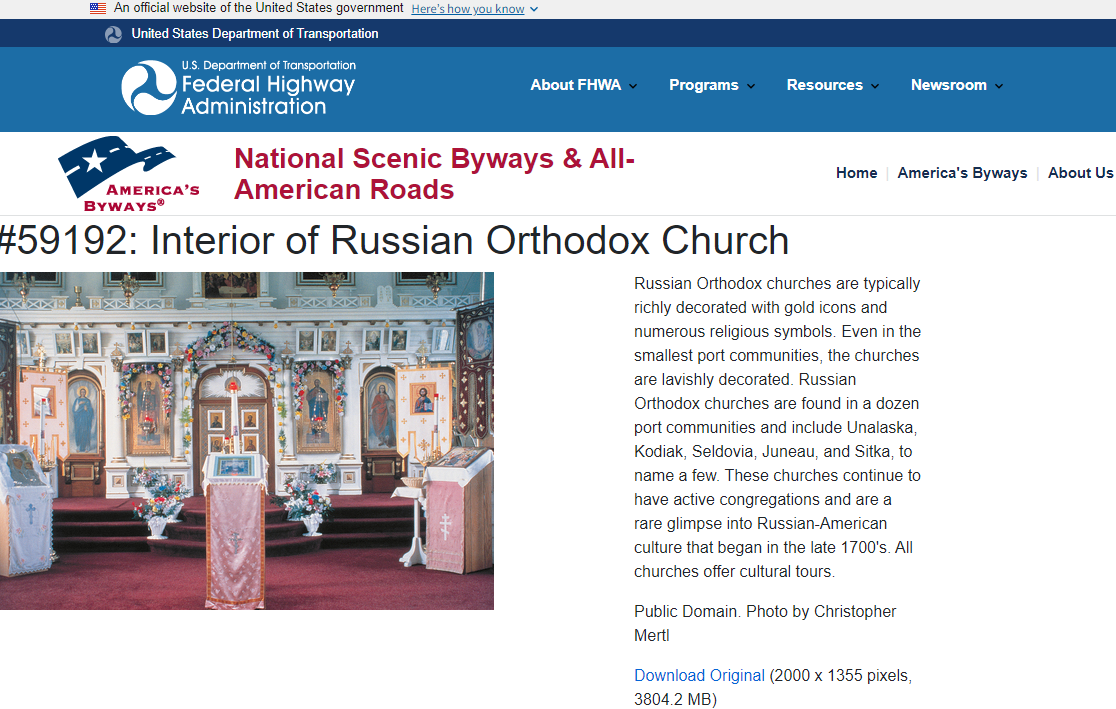 An official website of the United States government Here's how you know
United States Department of Transportation
U.S. Department of Transportation
Federal Highway
Administration
About FHWA
Programs
Resources
Newsroom
AMERICA'S
BYWAYS®
National Scenic Byways & All-
American Roads
Home
America's Byways
About Us
#59192: Interior of Russian Orthodox Church
Russian Orthodox churches are typically
richly decorated with gold icons and
numerous religious symbols. Even in the
smallest port communities, the churches
are lavishly decorated. Russian
Orthodox churches are found in a dozen
port communities and include Unalaska,
Kodiak, Seldovia, Juneau, and Sitka, to
name a few. These churches continue to
have active congregations and are a
rare glimpse into Russian-American
culture that began in the late 1700's. All
churches offer cultural tours.
Public Domain. Photo by Christopher
Mertl
Download Original (2000 x 1355 pixels,
3804.2 MB)